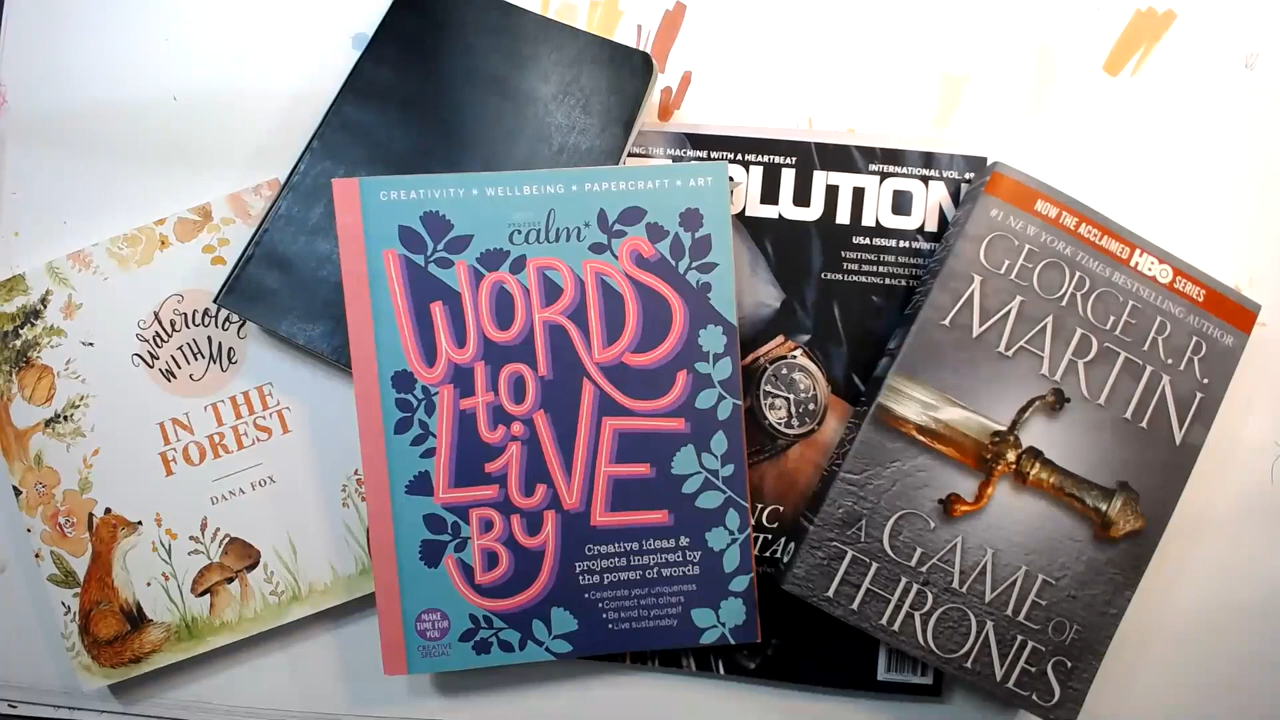 Watercolor
WITH Me
IN THE
FOREST
DANA FOX
CREATIVITY * WELLBEING * PAPERCRAFT * ART
calm*
WORDS
to
LIVE
BY
Creative ideas &
projects inspired by
the power of words
• Celebrate your uniqueness
• Connect with others
• Be kind to yourself
• Live sustainably
MAKE
TIME FOR
YOU
CREATIVE
SPECIAL
ING THE MACHINE WITH A HEARTBEAT
INTERNATIONAL VOL. 49
OLUTION
USA ISSUE 84 WINT
VISITING THE SHAOLI
THE 2018 REVOLUTIO
CEOS LOOKING BACK TO
NOW THE ACCLAIMED HBO SERIES
#1 NEW YORK TIMES BESTSELLING AUTHOR
GEORGE R.R.
MARTIN
A GAME OF
THRONES